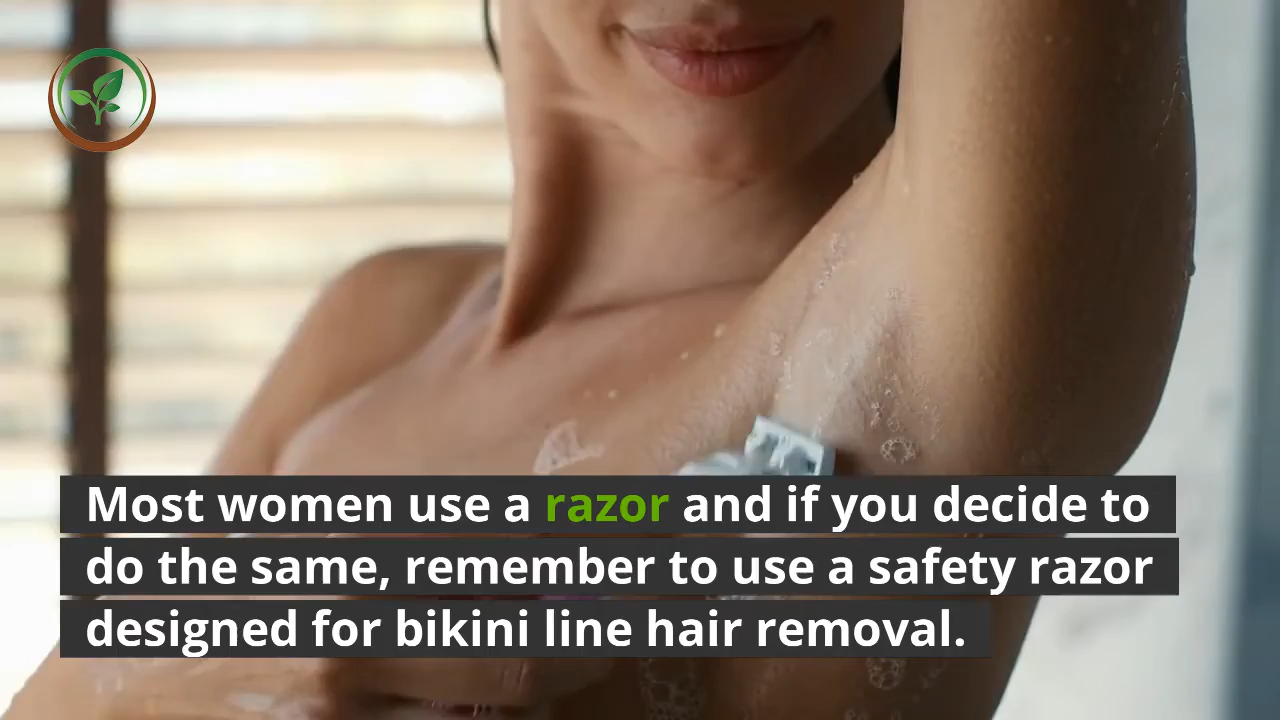 Most women use a razor and if you decide to
do the same, remember to use a safety razor
designed for bikini line hair removal.